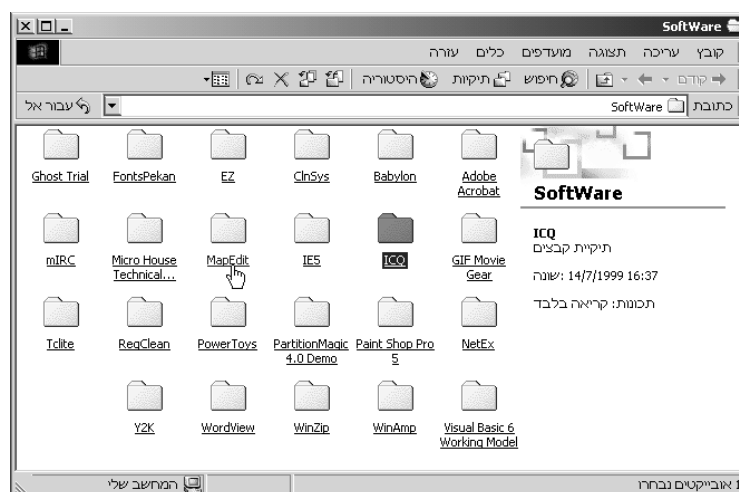 SoftWare
קובץ עריכה תצוגה מועדפים כלים עזרה
קודם חיפוש תיקיות היסטוריה
כתובת SoftWare עבור אל
SoftWare
ICQ
תיקיית קבצים
שונה: 14/7/1999 16:37
תכונות: קריאה בלבד
Adobe Acrobat
Babylon
ClnSys
EZ
FontsPekan
Ghost Trial
GIF Movie Gear
ICQ
IE5
MapEdit
Micro House Technical...
mIRC
NetEx
Paint Shop Pro 5
PartitionMagic 4.0 Demo
PowerToys
RegClean
Tclite
Visual Basic 6 Working Model
WinAmp
WinZip
WordView
Y2K
1 אובייקטים נבחרו המחשב שלי